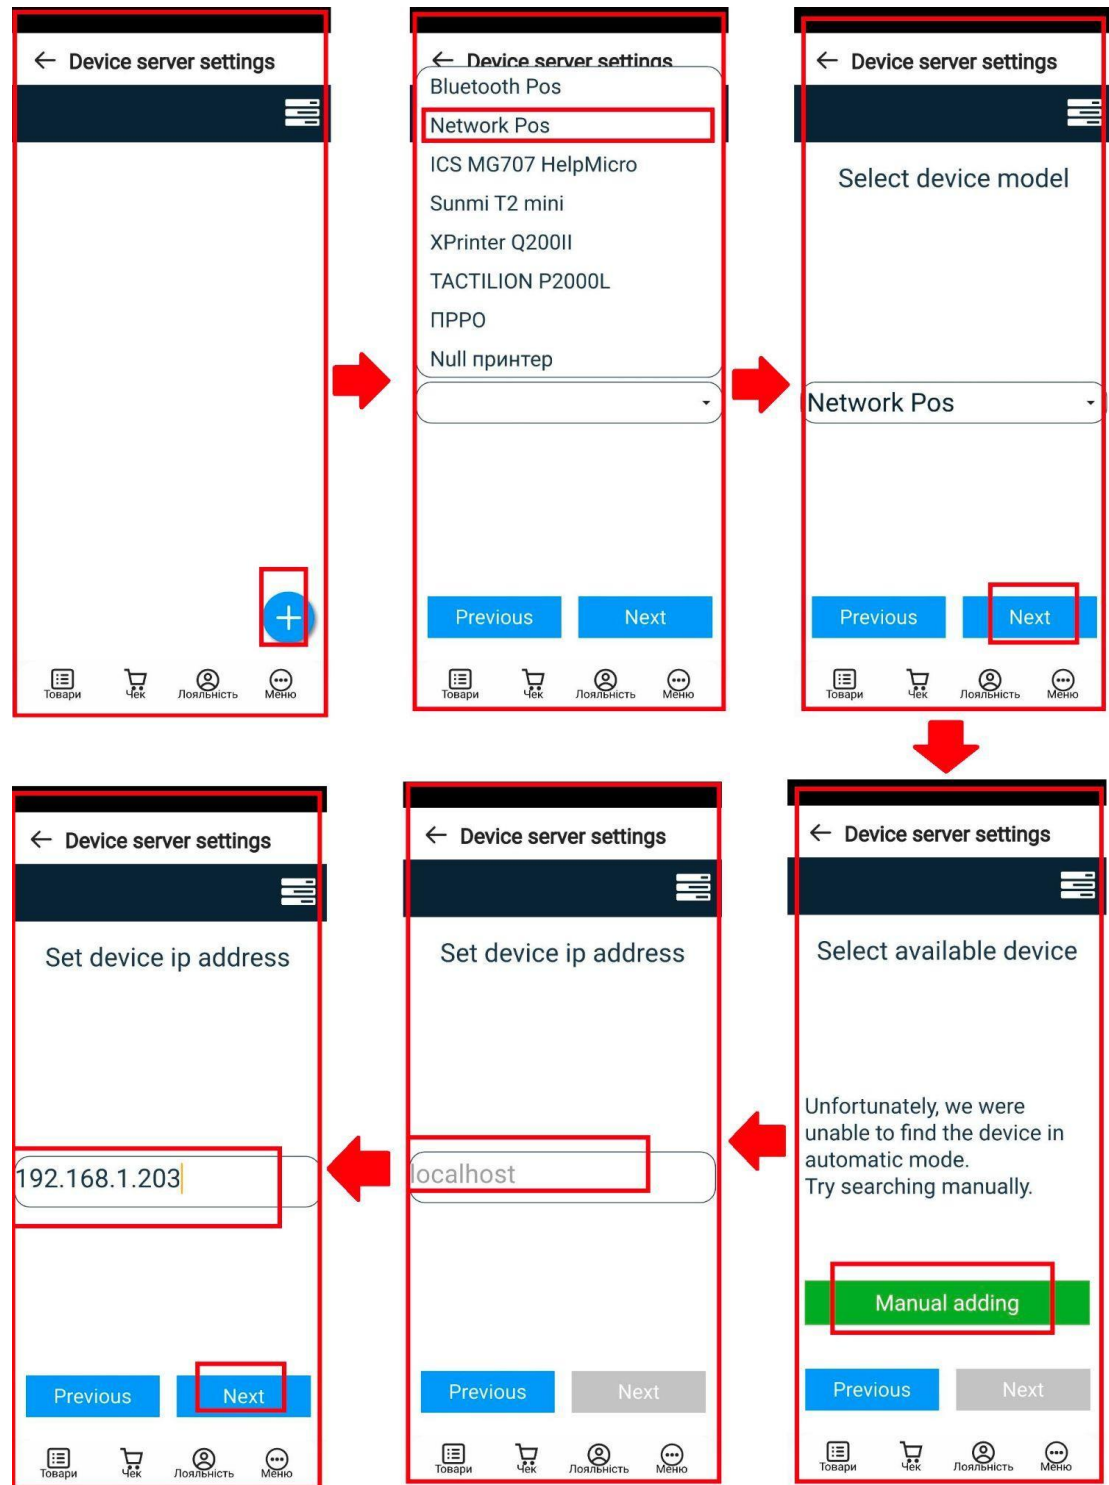 ← Device server settings
Товари Чек Лояльність Меню
← Device server settings
Bluetooth Pos
Network Pos
ICS MG707 HelpMicro
Sunmi T2 mini
XPrinter Q200II
TACTILION P2000L
ПРРО
Null принтер
Previous Next
Товари Чек Лояльність Меню
← Device server settings
Select device model
Network Pos
Previous Next
Товари Чек Лояльність Меню
← Device server settings
Select available device
Unfortunately, we were
unable to find the device in
automatic mode.
Try searching manually.
Manual adding
Previous Next
Товари Чек Лояльність Меню
← Device server settings
Set device ip address
localhost
Previous Next
Товари Чек Лояльність Меню
← Device server settings
Set device ip address
192.168.1.203
Previous Next
Товари Чек Лояльність Меню